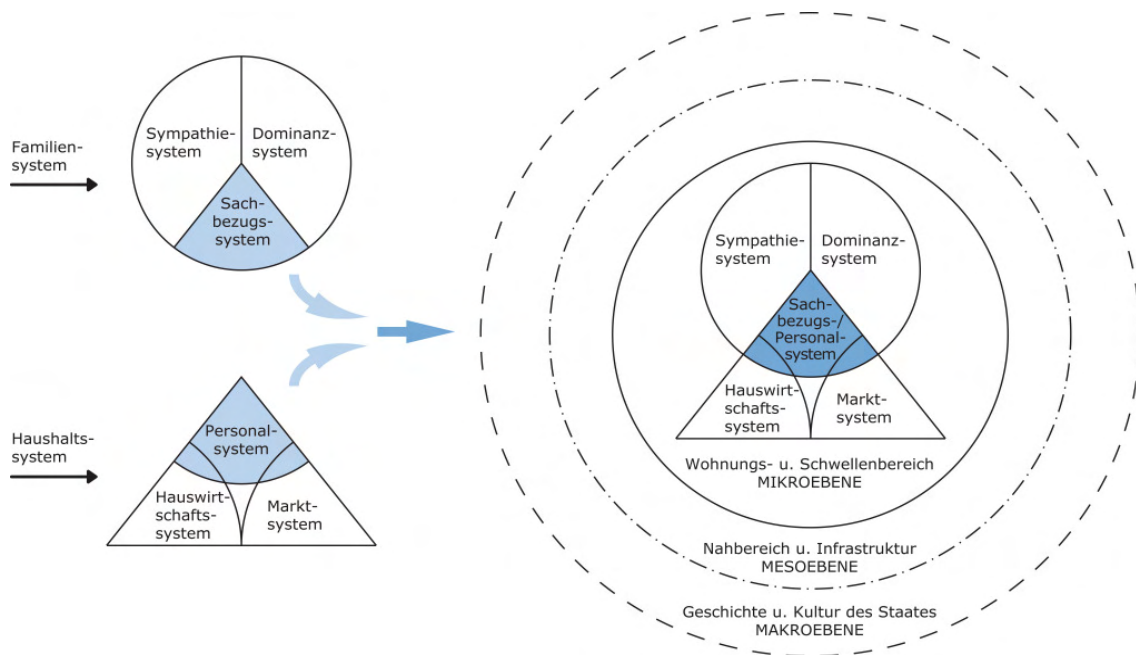 Familien-
system
Sympathie-
system
Dominanz-
system
Sach-
bezugs-
system
Haushalts-
system
Personal-
system
Hauswirt-
schafts-
system
Markt-
system
Sympathie-
system
Dominanz-
system
Sach-
bezugs-/
Personal-
system
Hauswirt-
schafts-
system
Markt-
system
Wohnungs- u. Schwellenbereich
MIKROEBENE
Nahbereich u. Infrastruktur
MESOEBENE
Geschichte u. Kultur des Staates
MAKROEBENE